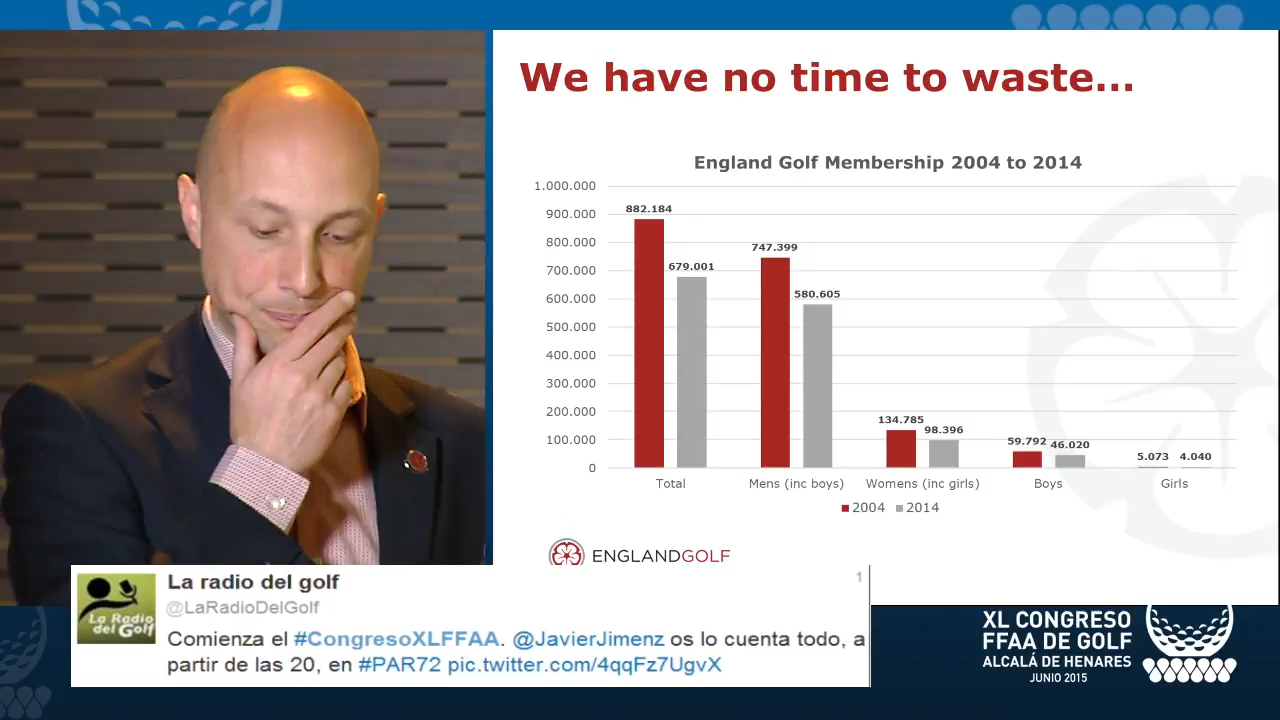 We have no time to waste...
England Golf Membership 2004 to 2014
1.000.000
900.000
800.000
700.000
600.000
500.000
400.000
300.000
200.000
100.000
0
882.184
679.001
747.399
580.605
134.785
98.396
59.792
46.020
5.073
4.040
Total
Mens (inc boys)
Womens (inc girls)
Boys
Girls
2004
2014
ENGLANDGOLF
La Radio
del Golf
La radio del golf
1
@LaRadioDelGolf
Comienza el #CongresoXLFFAA. @JavierJimenz os lo cuenta todo, a
partir de las 20, en #PAR72 pic.twitter.com/4qqFz7UgvX
XL CONGRESO
FFAA DE GOLF
ALCALÁ DE HENARES
JUNIO 2015